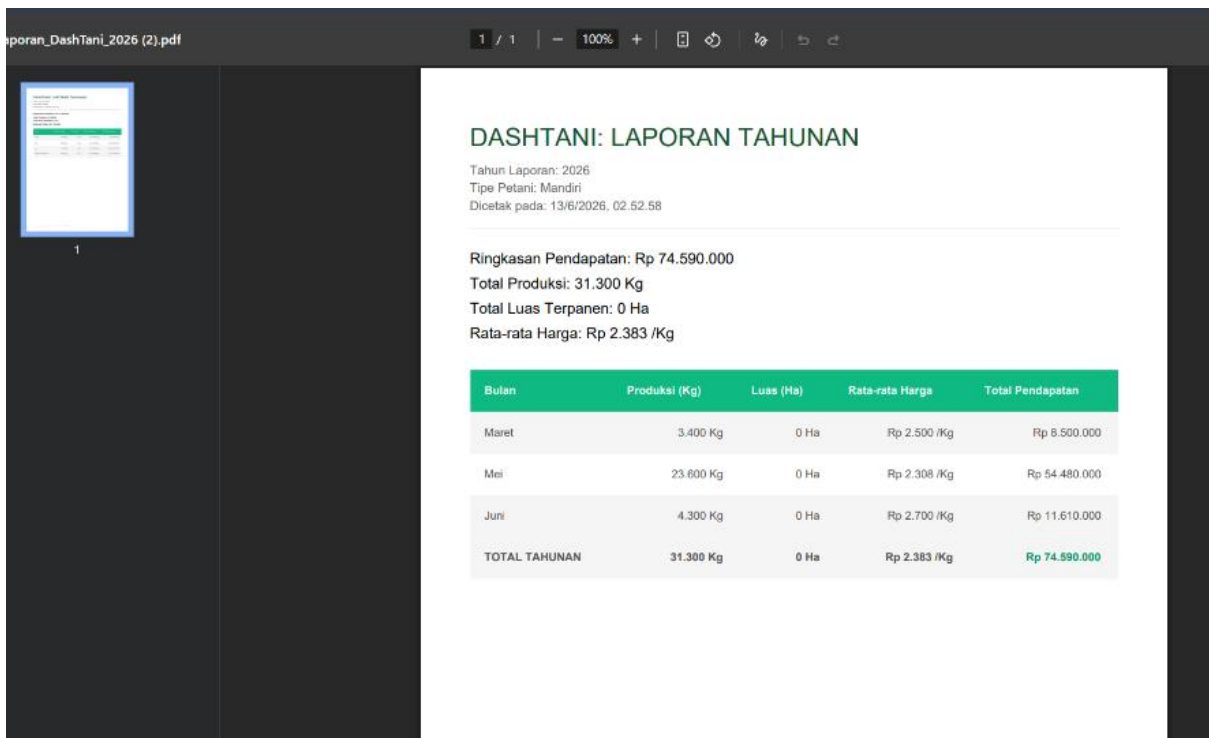 aporan_DashTani_2026 (2).pdf
1 / 1 | − 100% + |
1
DASHTANI: LAPORAN TAHUNAN
Tahun Laporan: 2026
Tipe Petani: Mandiri
Dicetak pada: 13/6/2026, 02.52.58
Ringkasan Pendapatan: Rp 74.590.000
Total Produksi: 31.300 Kg
Total Luas Terpanen: 0 Ha
Rata-rata Harga: Rp 2.383 /Kg
Bulan Produksi (Kg) Luas (Ha) Rata-rata Harga Total Pendapatan
Maret 3.400 Kg 0 Ha Rp 2.500 /Kg Rp 8.500.000
Mei 23.600 Kg 0 Ha Rp 2.308 /Kg Rp 54.480.000
Juni 4.300 Kg 0 Ha Rp 2.700 /Kg Rp 11.610.000
TOTAL TAHUNAN 31.300 Kg 0 Ha Rp 2.383 /Kg Rp 74.590.000